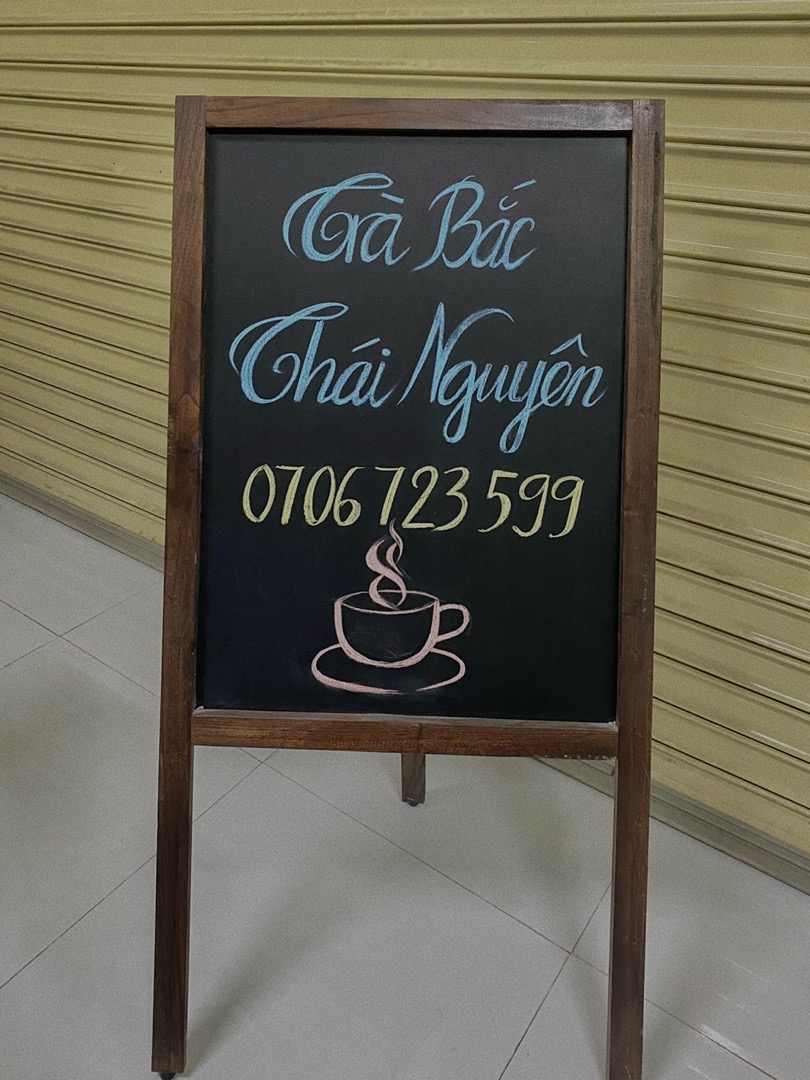 Trà Bắc
Thái Nguyên
0706 723 599